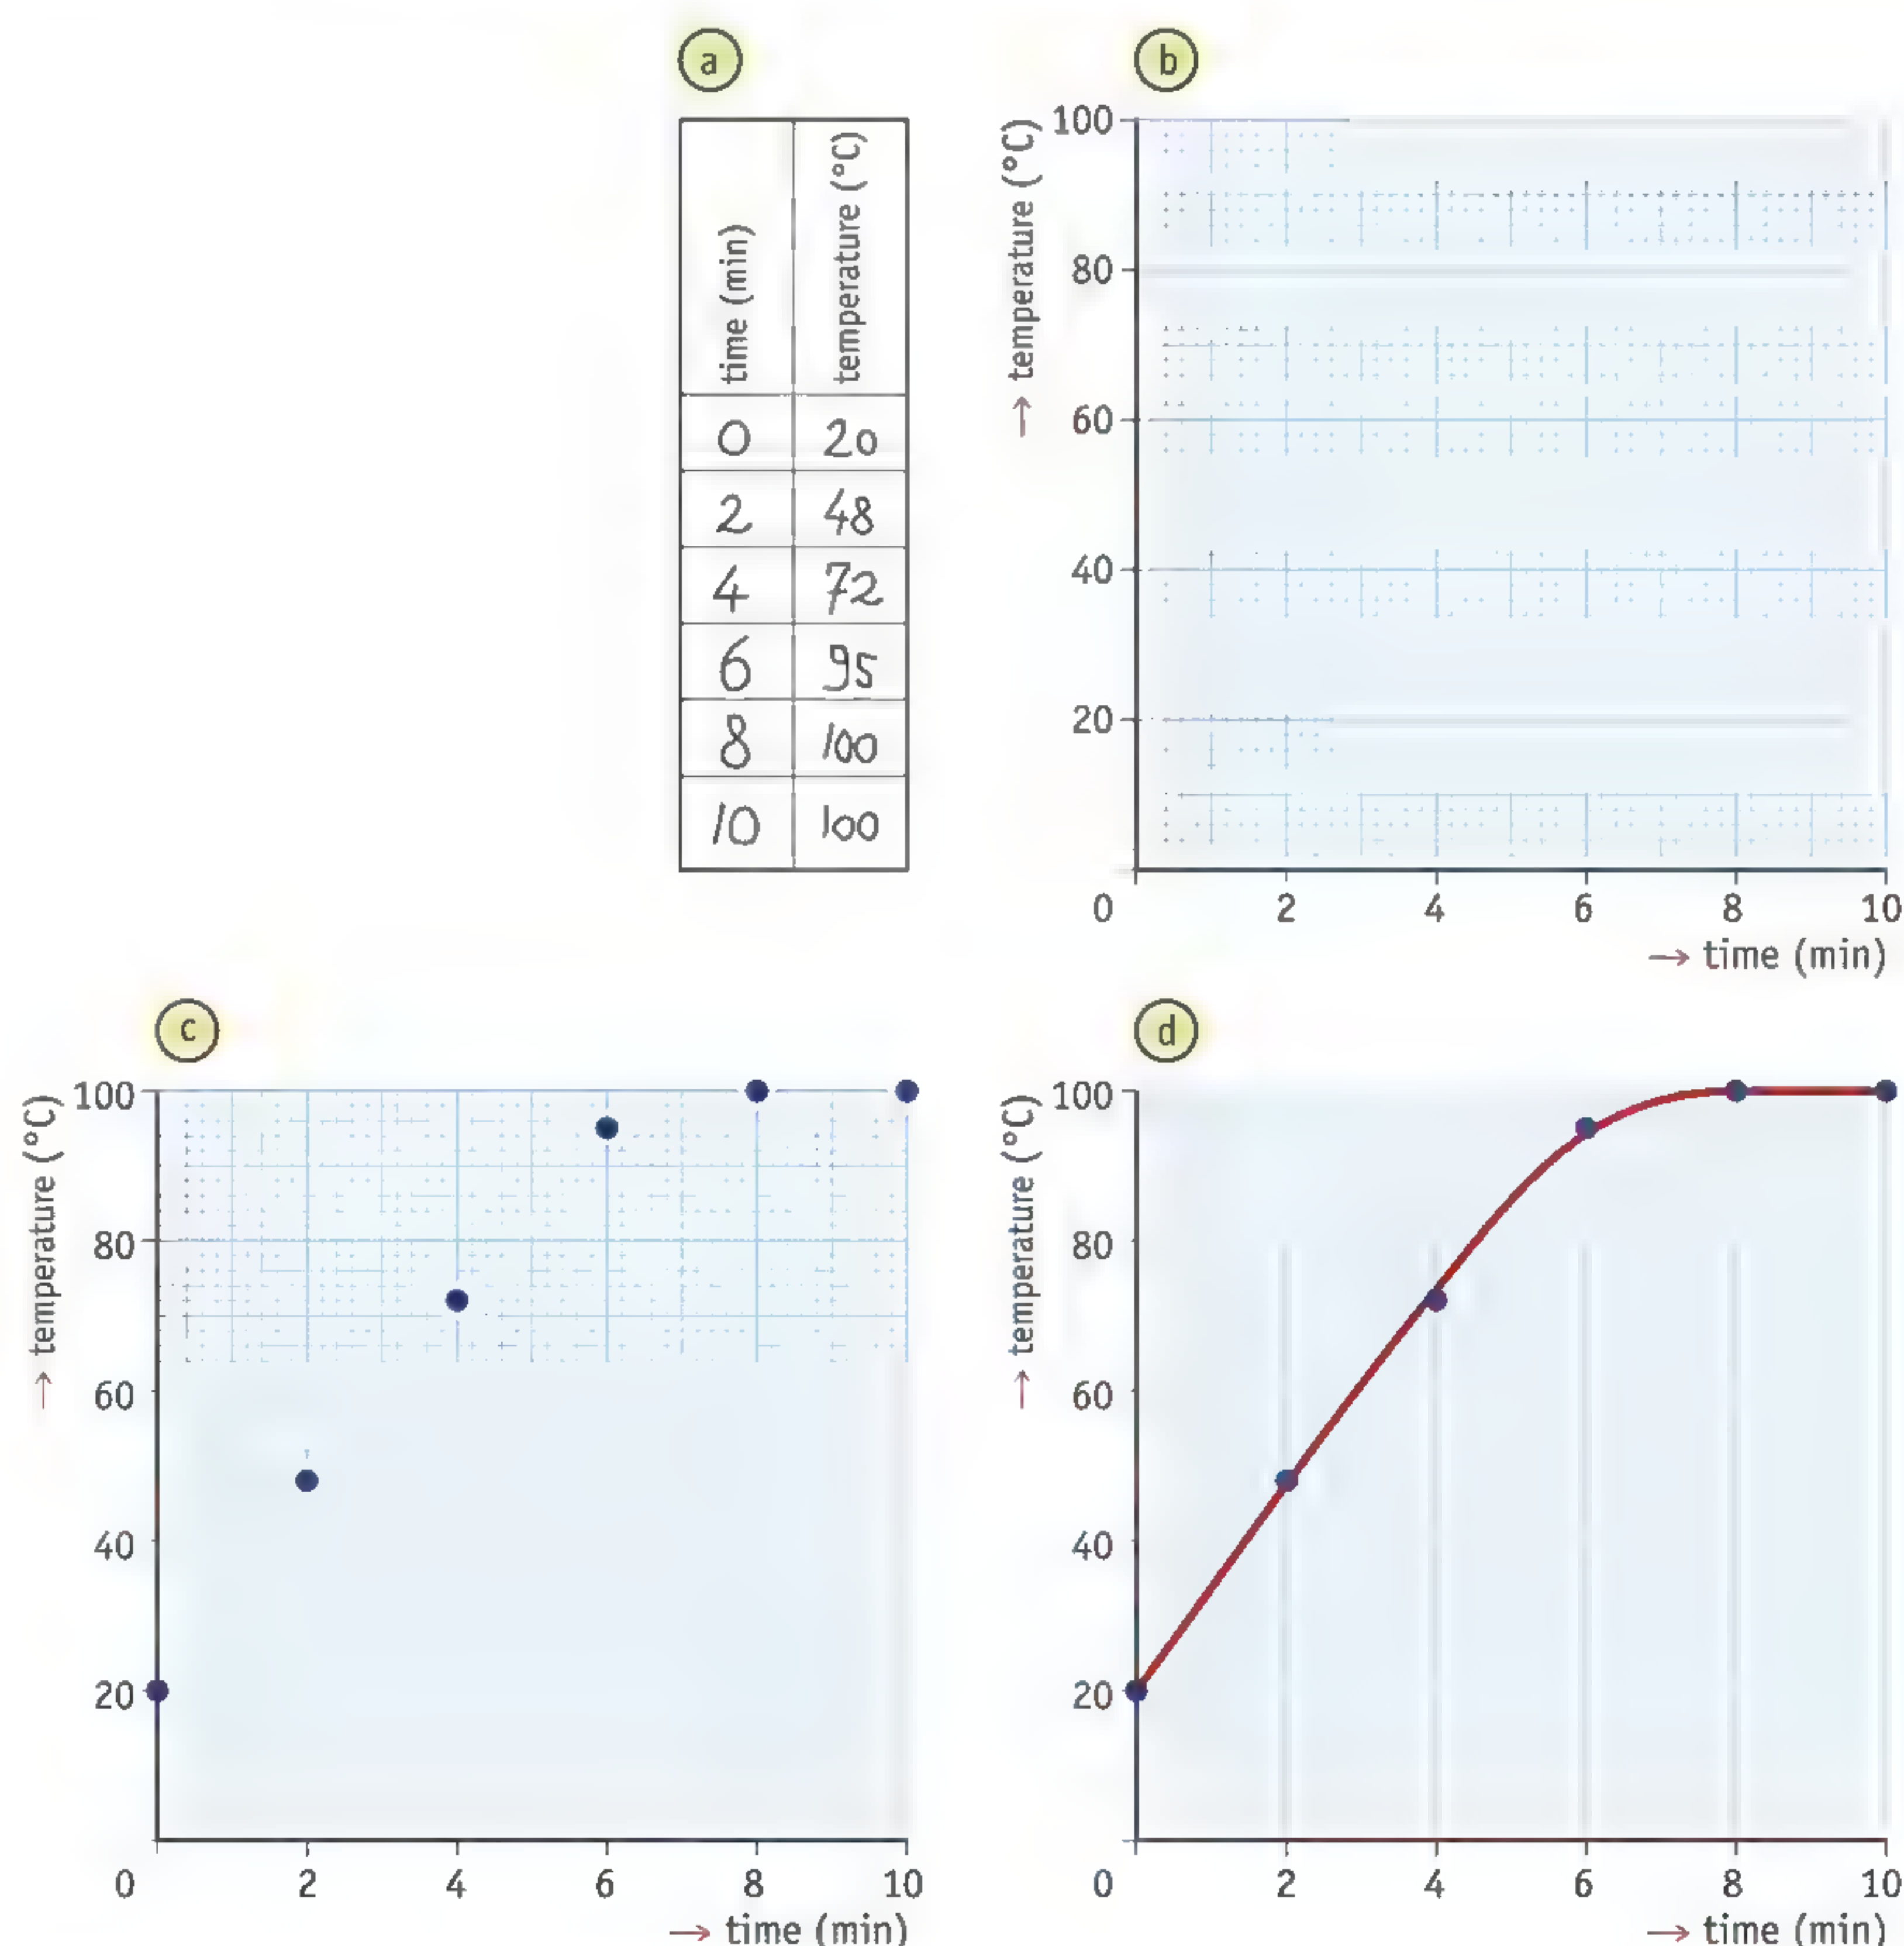 a
time (min) temperature (°C)
0 20
2 48
4 72
6 95
8 100
10 100
b
→ temperature (°C)
100
80
60
40
20
0 2 4 6 8 10
→ time (min)
c
→ temperature (°C)
100
80
60
40
20
0 2 4 6 8 10
→ time (min)
d
→ temperature (°C)
100
80
60
40
20
0 2 4 6 8 10
→ time (min)